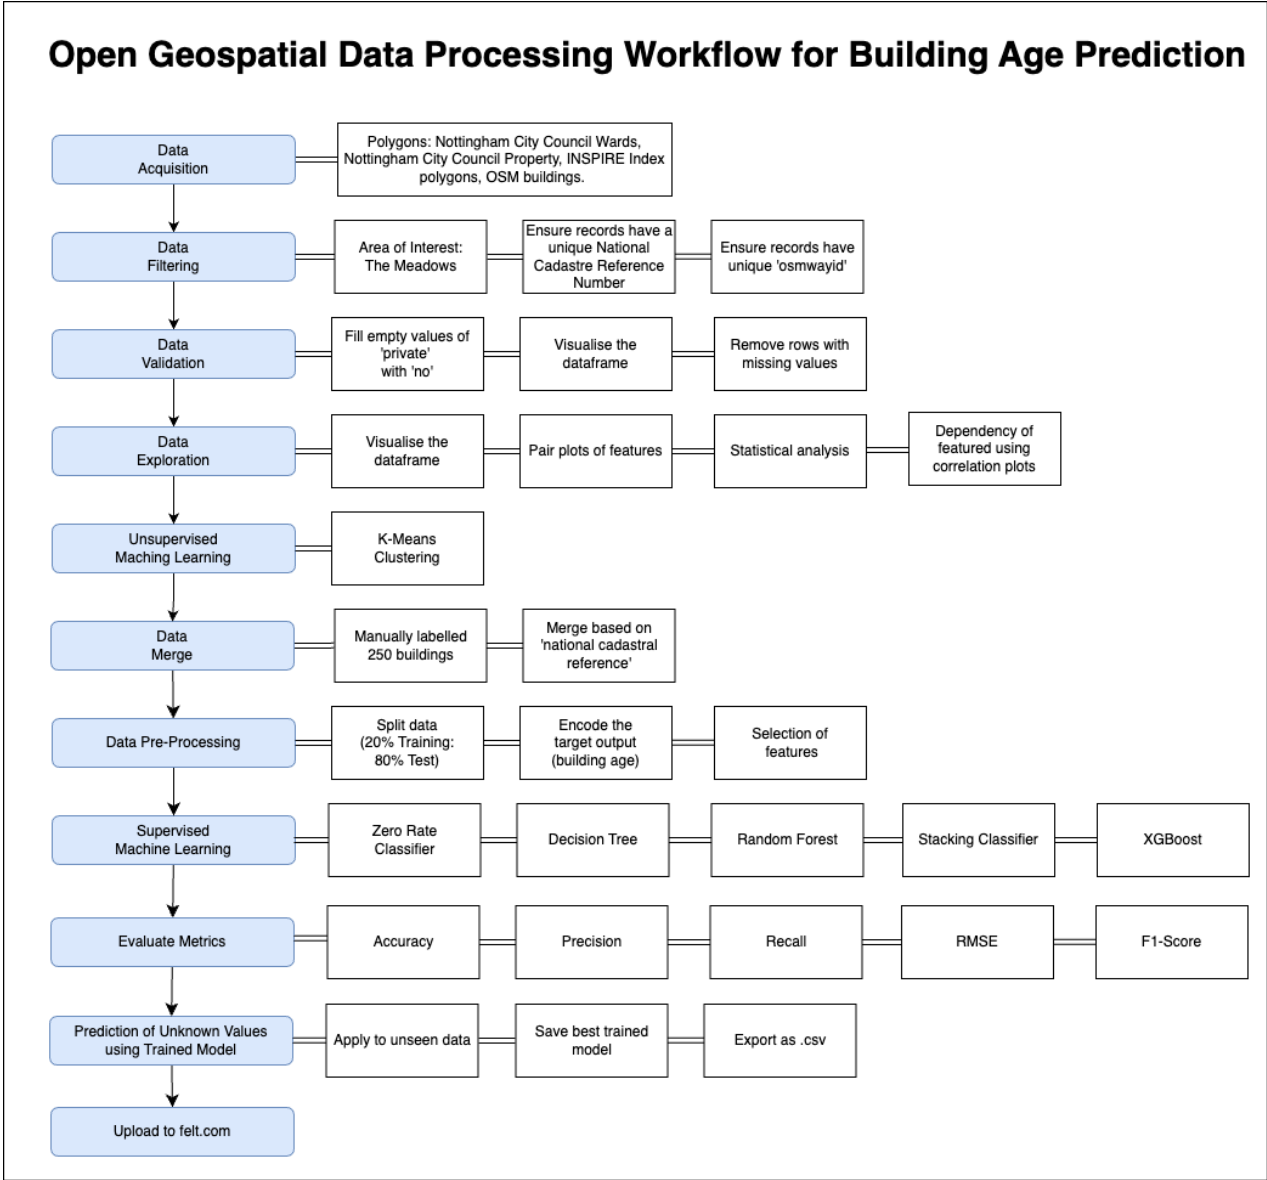 Open Geospatial Data Processing Workflow for Building Age Prediction
Data
Acquisition
Polygons: Nottingham City Council Wards,
Nottingham City Council Property, INSPIRE Index
polygons, OSM buildings.
Data
Filtering
Area of Interest:
The Meadows
Ensure records have a
unique National
Cadastre Reference
Number
Ensure records have
unique 'osmwayid'
Data
Validation
Fill empty values of
'private'
with 'no'
Visualise the
dataframe
Remove rows with
missing values
Data
Exploration
Visualise the
dataframe
Pair plots of features
Statistical analysis
Dependency of
featured using
correlation plots
Unsupervised
Maching Learning
K-Means
Clustering
Data
Merge
Manually labelled
250 buildings
Merge based on
'national cadastral
reference'
Data Pre-Processing
Split data
(20% Training:
80% Test)
Encode the
target output
(building age)
Selection of
features
Supervised
Machine Learning
Zero Rate
Classifier
Decision Tree
Random Forest
Stacking Classifier
XGBoost
Evaluate Metrics
Accuracy
Precision
Recall
RMSE
F1-Score
Prediction of Unknown Values
using Trained Model
Apply to unseen data
Save best trained
model
Export as .csv
Upload to felt.com